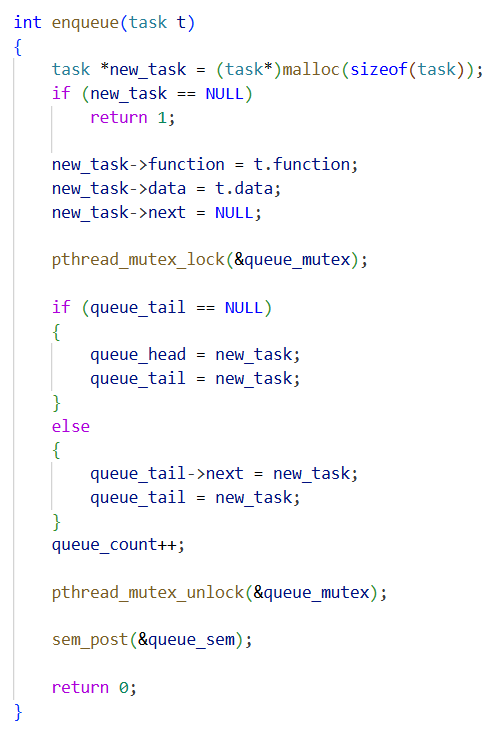 int enqueue(task t)
{
    task *new_task = (task*)malloc(sizeof(task));
    if (new_task == NULL)
        return 1;

    new_task->function = t.function;
    new_task->data = t.data;
    new_task->next = NULL;

    pthread_mutex_lock(&queue_mutex);

    if (queue_tail == NULL)
    {
        queue_head = new_task;
        queue_tail = new_task;
    }
    else
    {
        queue_tail->next = new_task;
        queue_tail = new_task;
    }
    queue_count++;

    pthread_mutex_unlock(&queue_mutex);

    sem_post(&queue_sem);

    return 0;
}